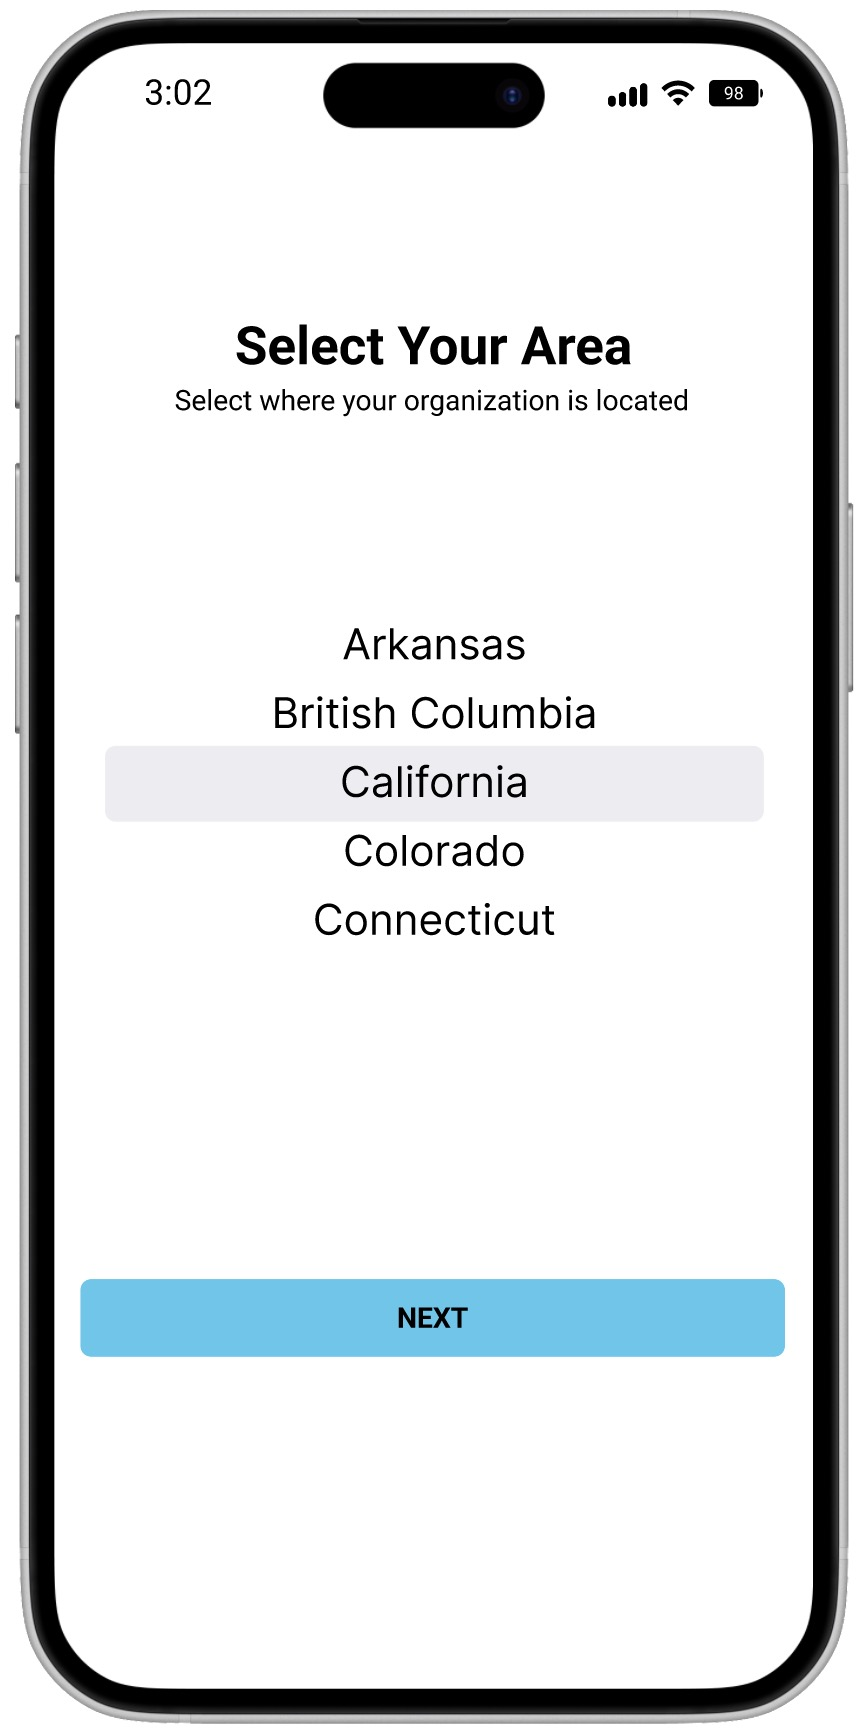 3:02
98
Select Your Area
Select where your organization is located
Arkansas
British Columbia
California
Colorado
Connecticut
NEXT